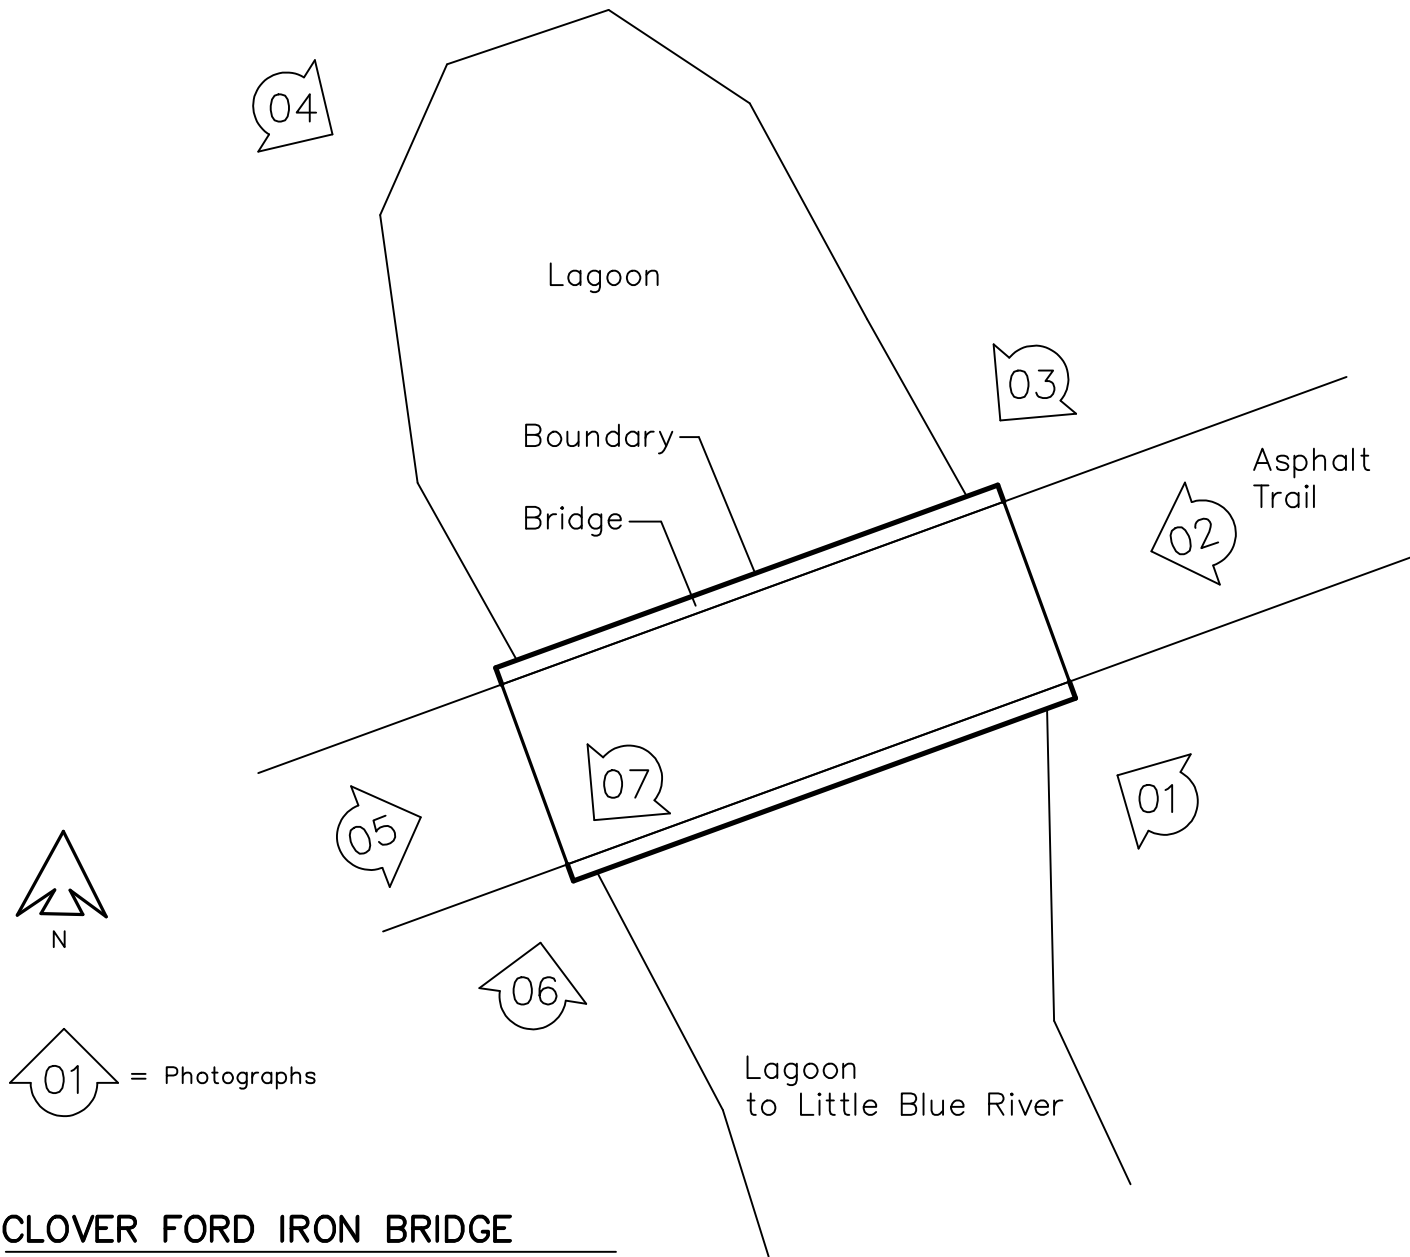 04
Lagoon
03
Boundary
Asphalt
Trail
Bridge
02
07
01
05
N
06
Lagoon
to Little Blue River
01 = Photographs
CLOVER FORD IRON BRIDGE